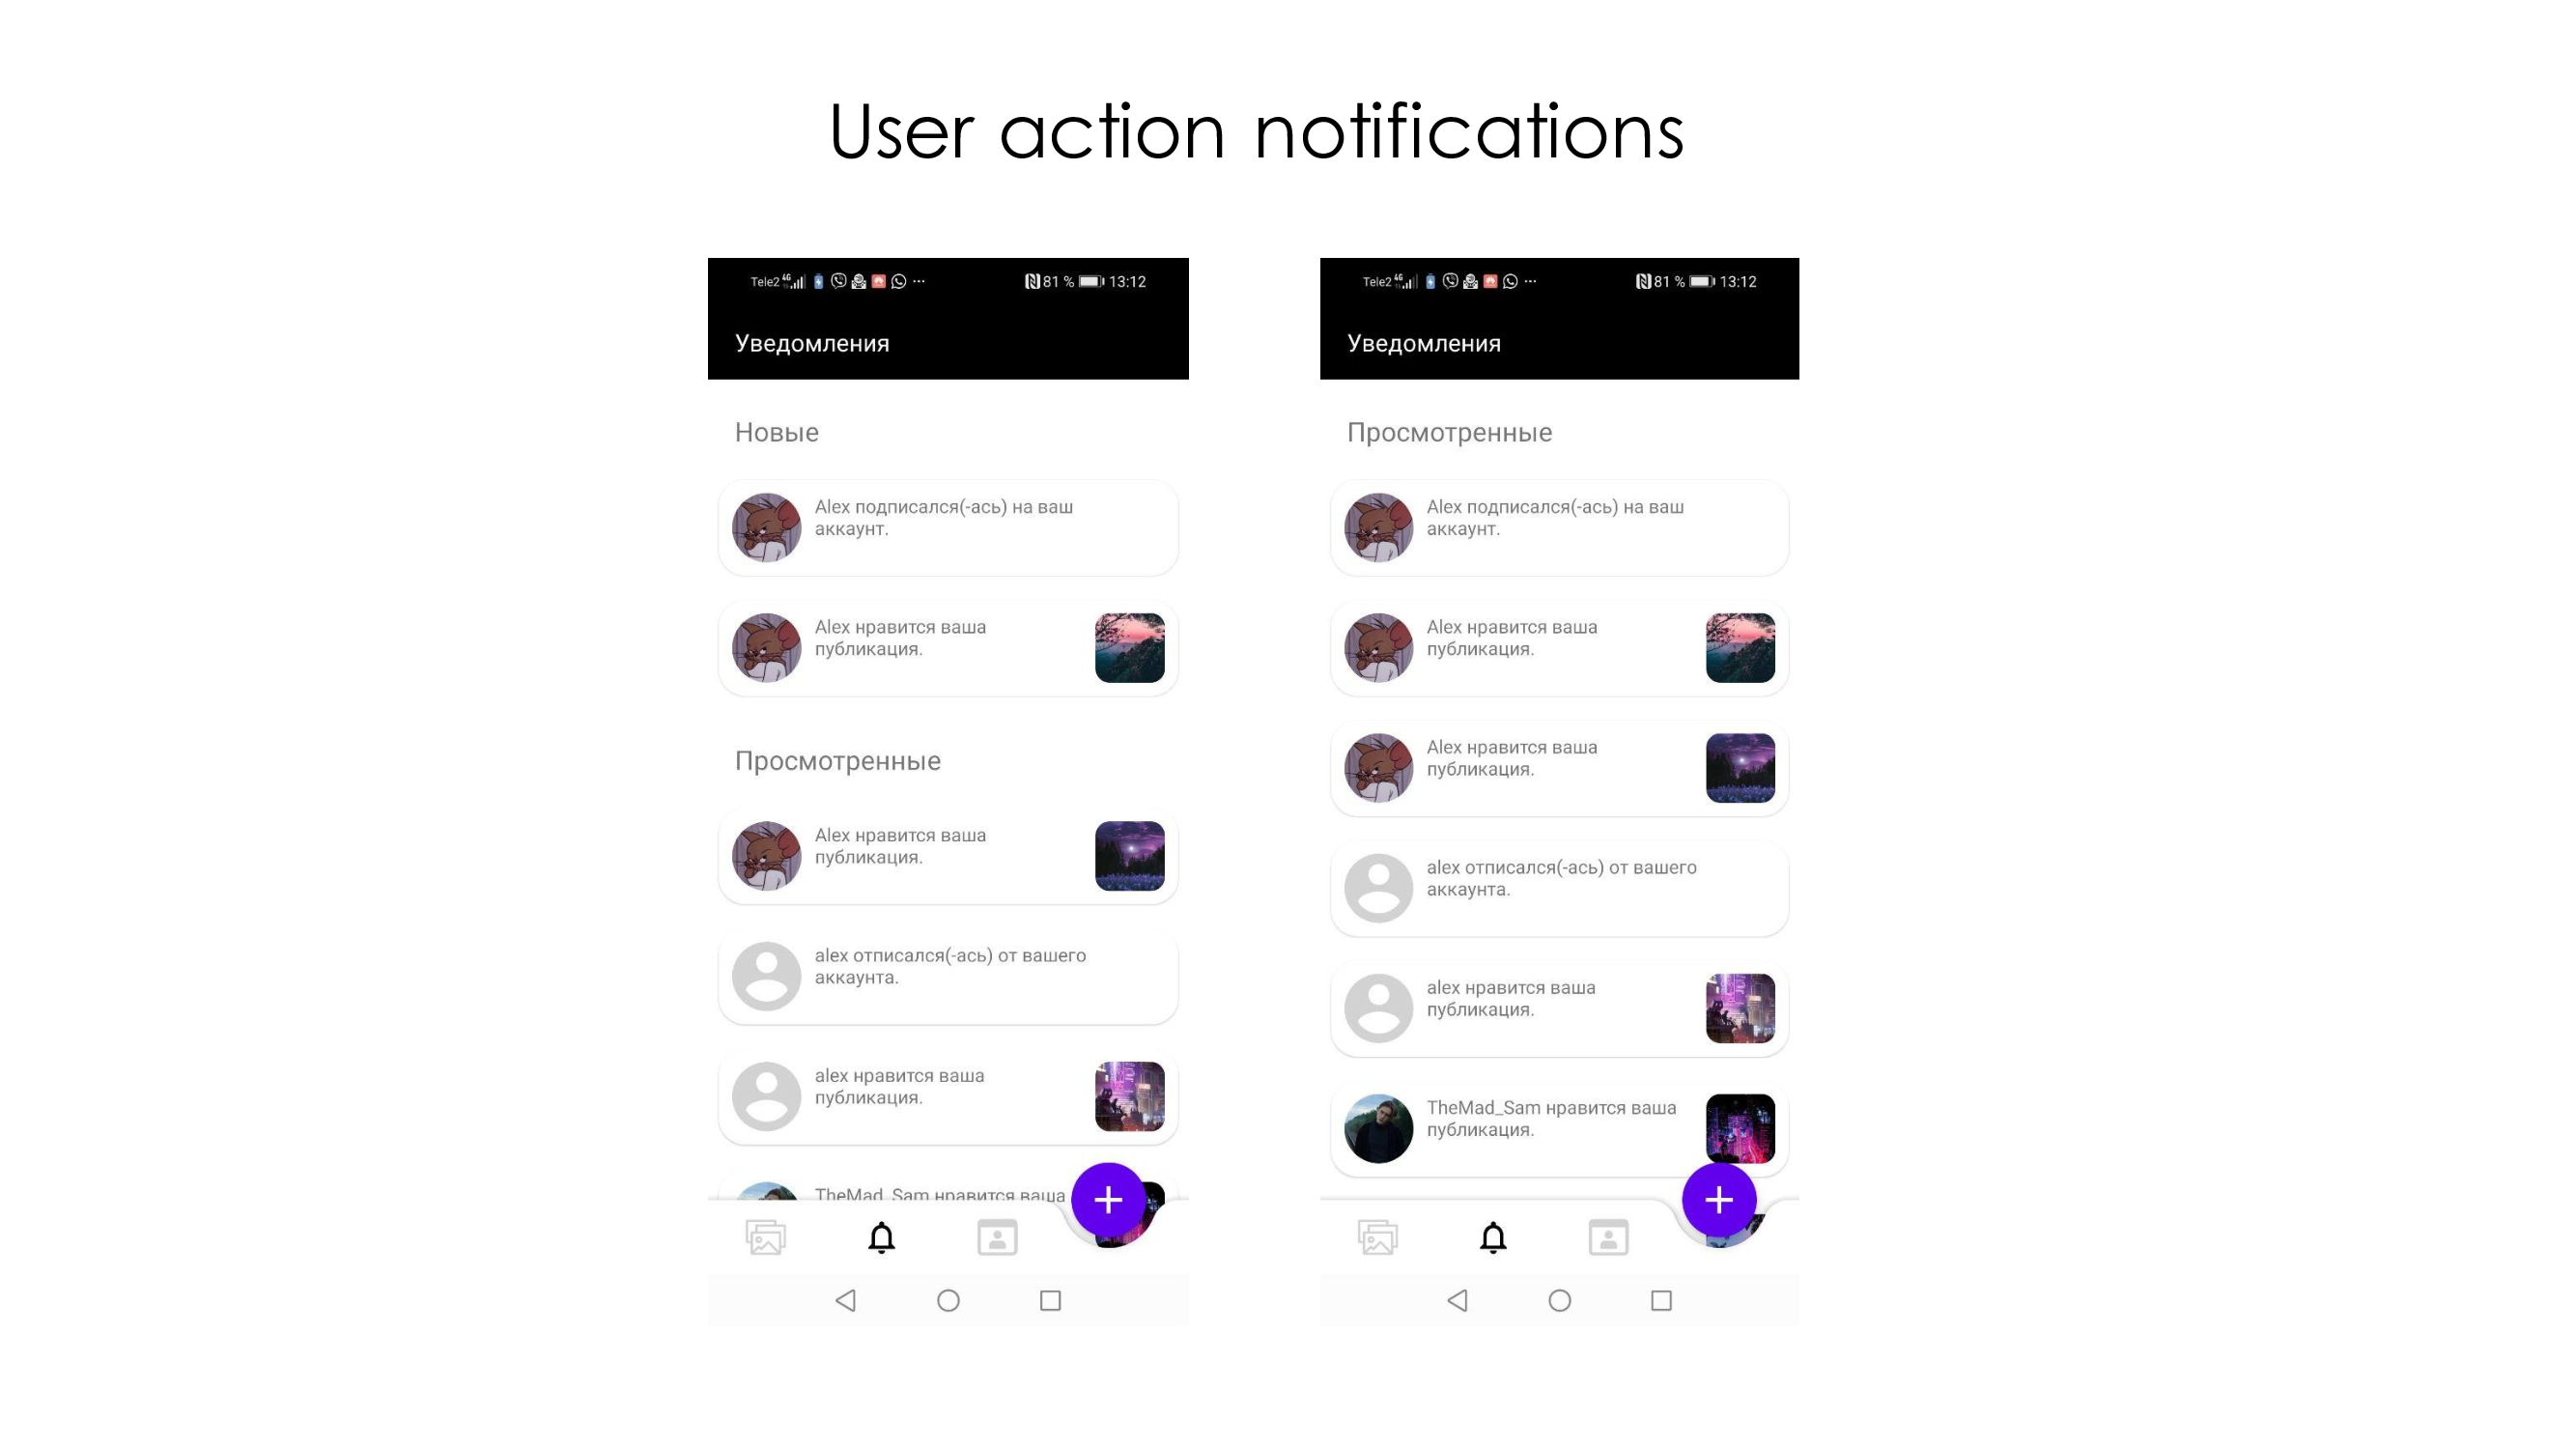 User action notifications
Tele2 4G ... 81 % 13:12
Уведомления
Новые
Alex подписался(-ась) на ваш
аккаунт.
Alex нравится ваша
публикация.
Просмотренные
Alex нравится ваша
публикация.
alex отписался(-ась) от вашего
аккаунта.
alex нравится ваша
публикация.
TheMad_Sam нравится ваша
Tele2 4G ... 81 % 13:12
Уведомления
Просмотренные
Alex подписался(-ась) на ваш
аккаунт.
Alex нравится ваша
публикация.
Alex нравится ваша
публикация.
alex отписался(-ась) от вашего
аккаунта.
alex нравится ваша
публикация.
TheMad_Sam нравится ваша
публикация.